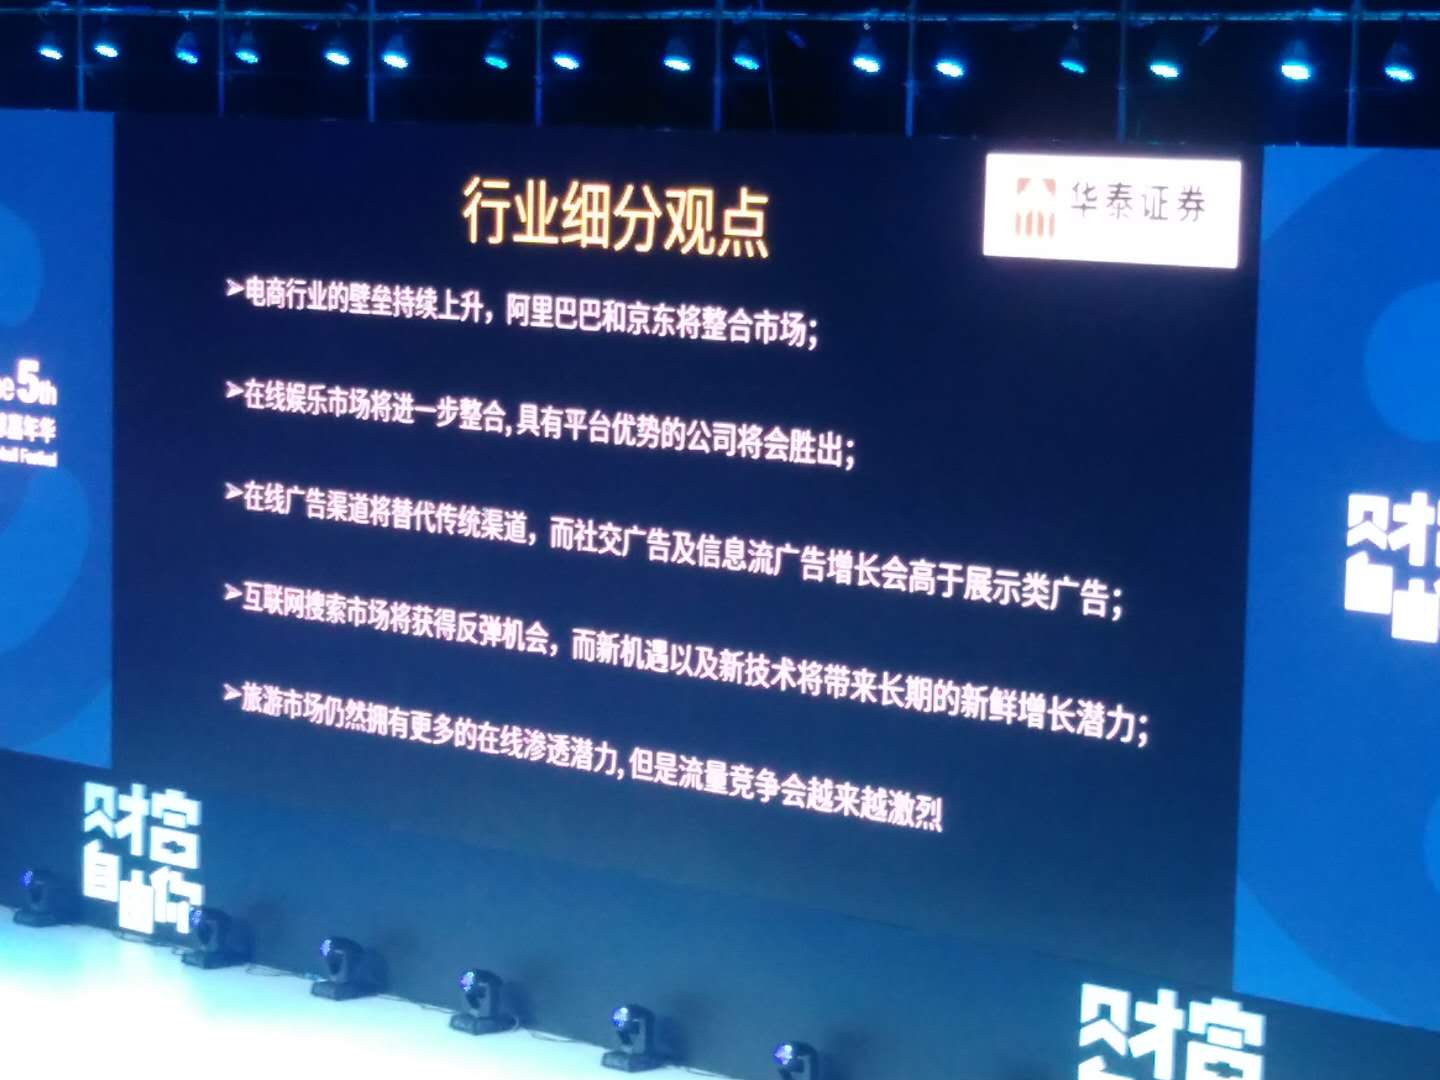 行业细分观点
华泰证券
➢电商行业的壁垒持续上升，阿里巴巴和京东将整合市场；
➢在线娱乐市场将进一步整合,具有平台优势的公司将会胜出；
➢在线广告渠道将替代传统渠道，而社交广告及信息流广告增长会高于展示类广告；
➢互联网搜索市场将获得反弹机会，而新机遇以及新技术将带来长期的新鲜增长潜力；
➢旅游市场仍然拥有更多的在线渗透潜力,但是流量竞争会越来越激烈
5th
嘉年华
财富
自由你
财
自由
财富